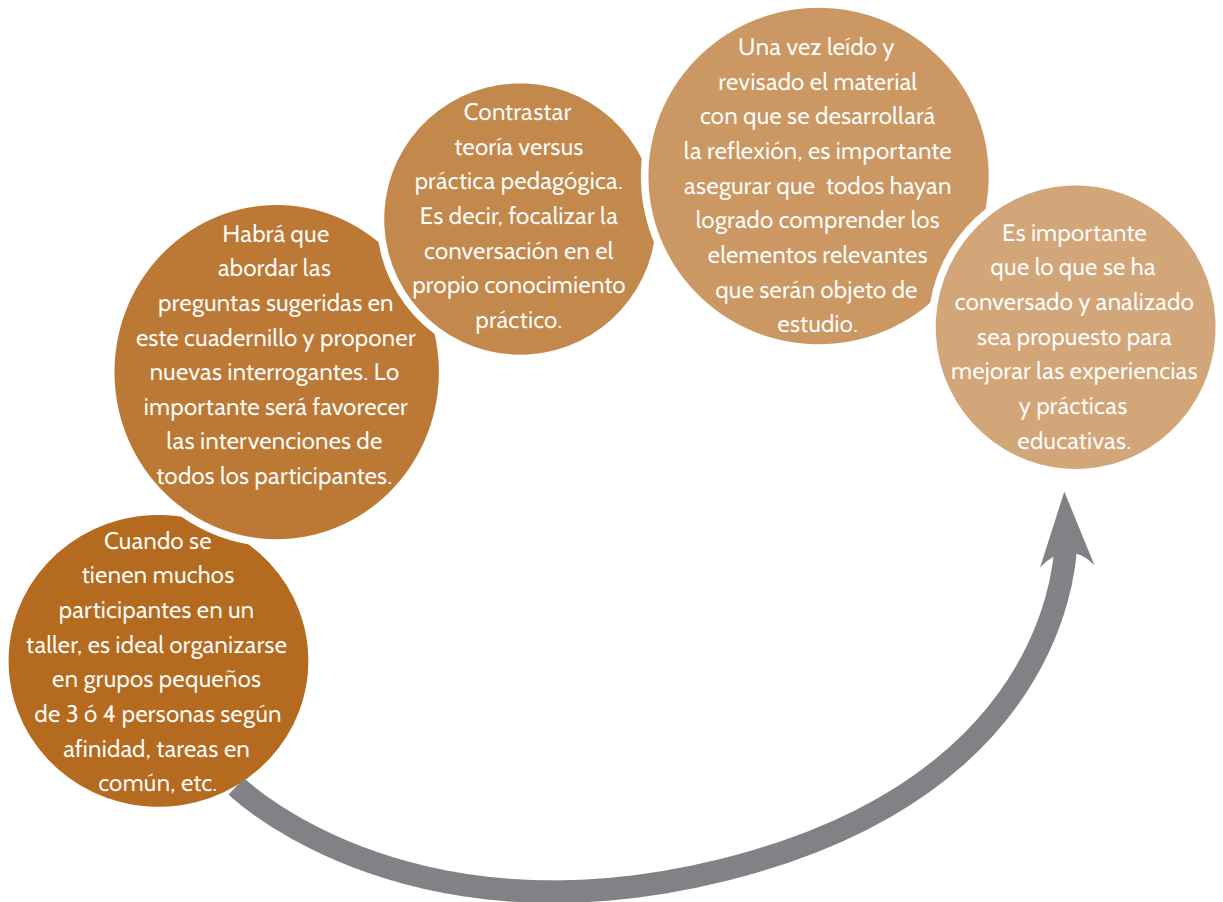 Cuando se
tienen muchos
participantes en un
taller, es ideal organizarse
en grupos pequeños
de 3 ó 4 personas según
afinidad, tareas en
común, etc.
Habrá que
abordar las
preguntas sugeridas en
este cuadernillo y proponer
nuevas interrogantes. Lo
importante será favorecer
las intervenciones de
todos los participantes.
Contrastar
teoría versus
práctica pedagógica.
Es decir, focalizar la
conversación en el
propio conocimiento
práctico.
Una vez leído y
revisado el material
con que se desarrollará
la reflexión, es importante
asegurar que todos hayan
logrado comprender los
elementos relevantes
que serán objeto de
estudio.
Es importante
que lo que se ha
conversado y analizado
sea propuesto para
mejorar las experiencias
y prácticas
educativas.